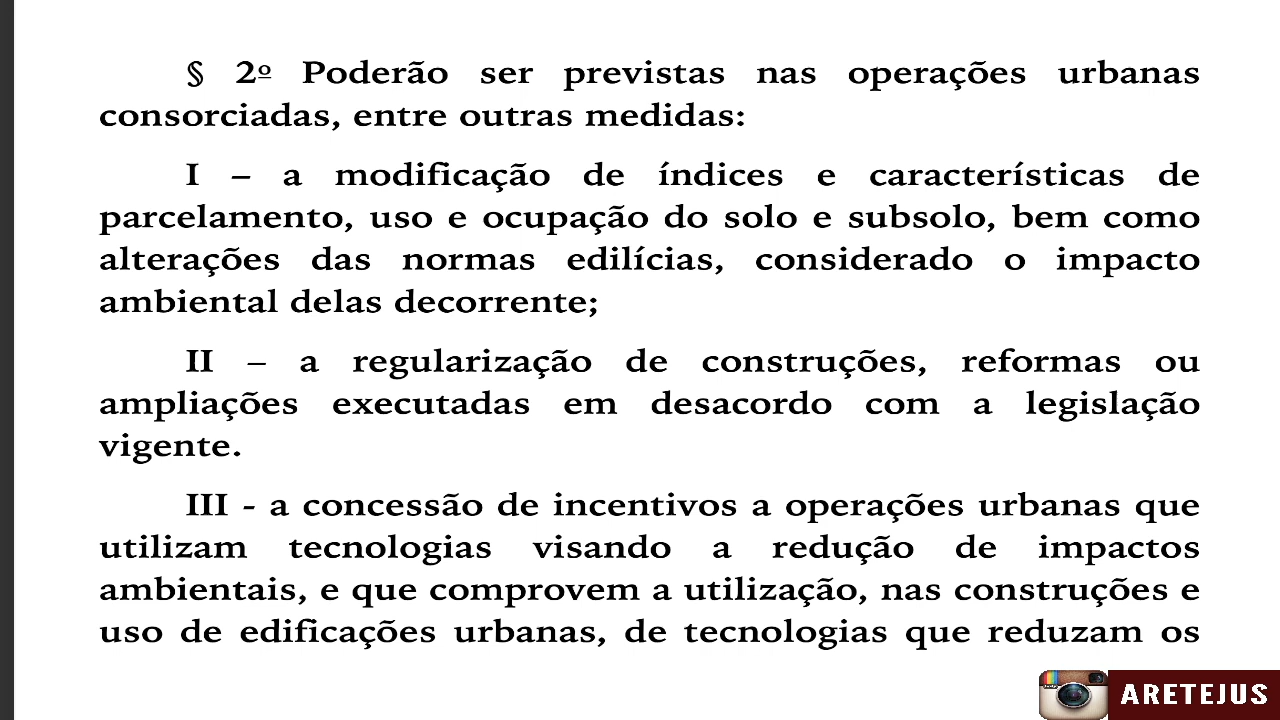 § 2º Poderão ser previstas nas operações urbanas
consorciadas, entre outras medidas:
I – a modificação de índices e características de
parcelamento, uso e ocupação do solo e subsolo, bem como
alterações das normas edilícias, considerado o impacto
ambiental delas decorrente;
II – a regularização de construções, reformas ou
ampliações executadas em desacordo com a legislação
vigente.
III - a concessão de incentivos a operações urbanas que
utilizam tecnologias visando a redução de impactos
ambientais, e que comprovem a utilização, nas construções e
uso de edificações urbanas, de tecnologias que reduzam os
ARETEJUS